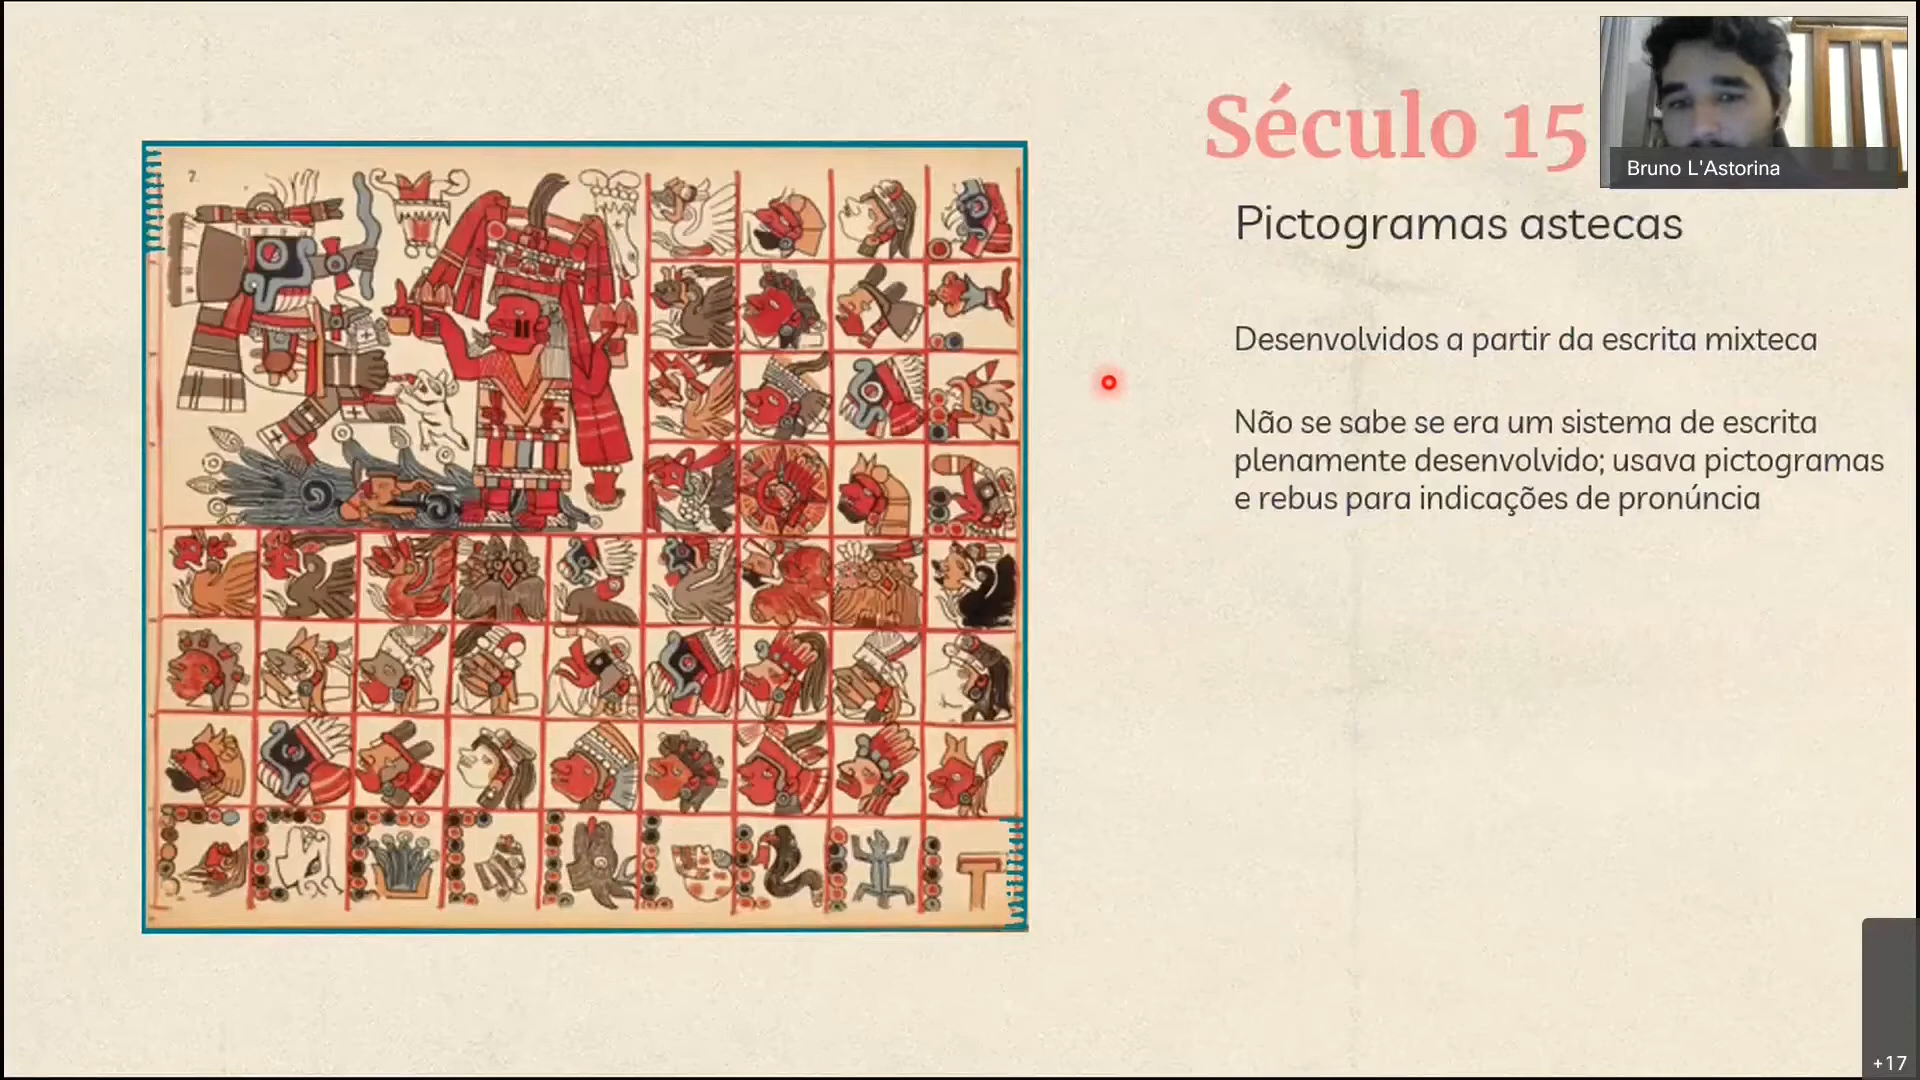 Século 15
Bruno L'Astorina
Pictogramas astecas
Desenvolvidos a partir da escrita mixteca
Não se sabe se era um sistema de escrita
plenamente desenvolvido; usava pictogramas
e rebus para indicações de pronúncia
7.
+17